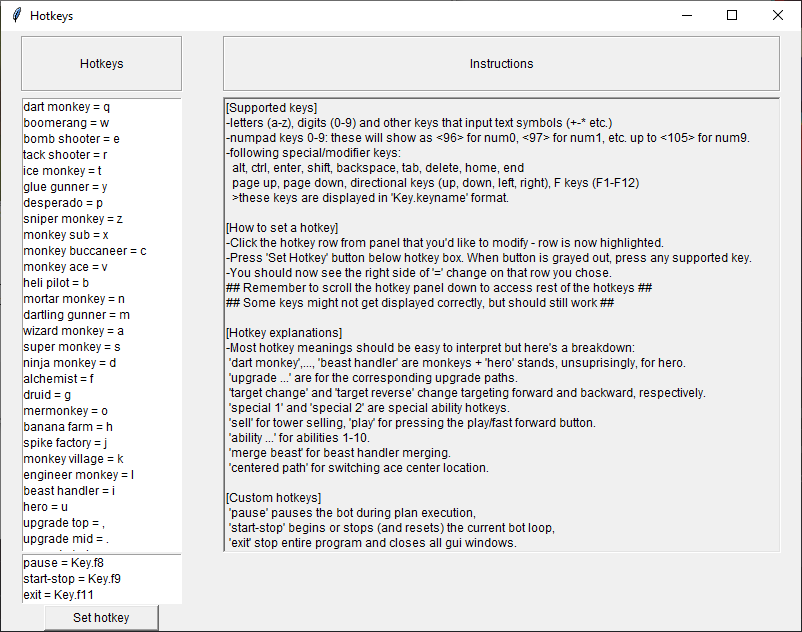 Hotkeys
Hotkeys
Instructions
dart monkey = q
boomerang = w
bomb shooter = e
tack shooter = r
ice monkey = t
glue gunner = y
desperado = p
sniper monkey = z
monkey sub = x
monkey buccaneer = c
monkey ace = v
heli pilot = b
mortar monkey = n
dartling gunner = m
wizard monkey = a
super monkey = s
ninja monkey = d
alchemist = f
druid = g
mermonkey = o
banana farm = h
spike factory = j
monkey village = k
engineer monkey = l
beast handler = i
hero = u
upgrade top = ,
upgrade mid = .
pause = Key.f8
start-stop = Key.f9
exit = Key.f11
Set hotkey
[Supported keys]
-letters (a-z), digits (0-9) and other keys that input text symbols (+-* etc.)
-numpad keys 0-9: these will show as <96> for num0, <97> for num1, etc. up to <105> for num9.
-following special/modifier keys:
alt, ctrl, enter, shift, backspace, tab, delete, home, end
page up, page down, directional keys (up, down, left, right), F keys (F1-F12)
>these keys are displayed in 'Key.keyname' format.
[How to set a hotkey]
-Click the hotkey row from panel that you'd like to modify - row is now highlighted.
-Press 'Set Hotkey' button below hotkey box. When button is grayed out, press any supported key.
-You should now see the right side of '=' change on that row you chose.
## Remember to scroll the hotkey panel down to access rest of the hotkeys ##
## Some keys might not get displayed correctly, but should still work ##
[Hotkey explanations]
-Most hotkey meanings should be easy to interpret but here's a breakdown:
'dart monkey',..., 'beast handler' are monkeys + 'hero' stands, unsuprisingly, for hero.
'upgrade ...' are for the corresponding upgrade paths.
'target change' and 'target reverse' change targeting forward and backward, respectively.
'special 1' and 'special 2' are special ability hotkeys.
'sell' for tower selling, 'play' for pressing the play/fast forward button.
'ability ...' for abilities 1-10.
'merge beast' for beast handler merging.
'centered path' for switching ace center location.
[Custom hotkeys]
'pause' pauses the bot during plan execution,
'start-stop' begins or stops (and resets) the current bot loop,
'exit' stop entire program and closes all gui windows.